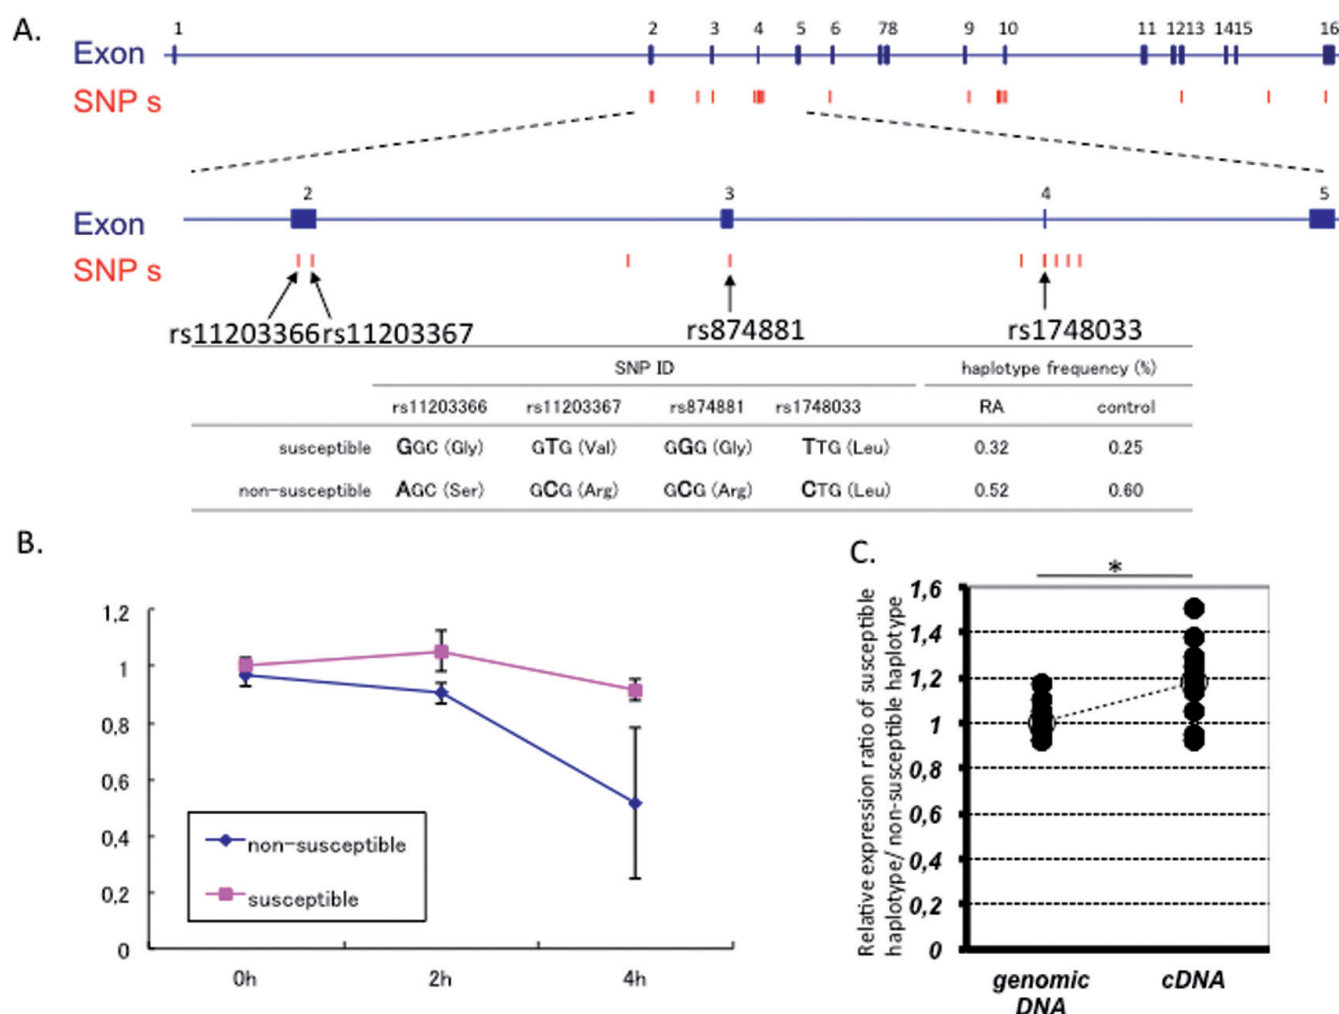 A.
1 2 3 4 5 6 78 9 10 11 1213 1415 16
Exon
SNP s
2 3 4 5
Exon
SNP s
rs11203366 rs11203367 rs874881 rs1748033
SNP ID haplotype frequency (%)
rs11203366 rs11203367 rs874881 rs1748033 RA control
susceptible GGC (Gly) GTG (Val) GGG (Gly) TTG (Leu) 0.32 0.25
non-susceptible AGC (Ser) GCG (Arg) GCG (Arg) CTG (Leu) 0.52 0.60
B.
1,2
1
0,8
0,6
0,4
0,2
0
non-susceptible
susceptible
0h 2h 4h
C.
*
Relative expression ratio of susceptible
haplotype/ non-susceptible haplotype
1,6
1,4
1,2
1
0,8
0,6
0,4
0,2
0
genomic
DNA
cDNA